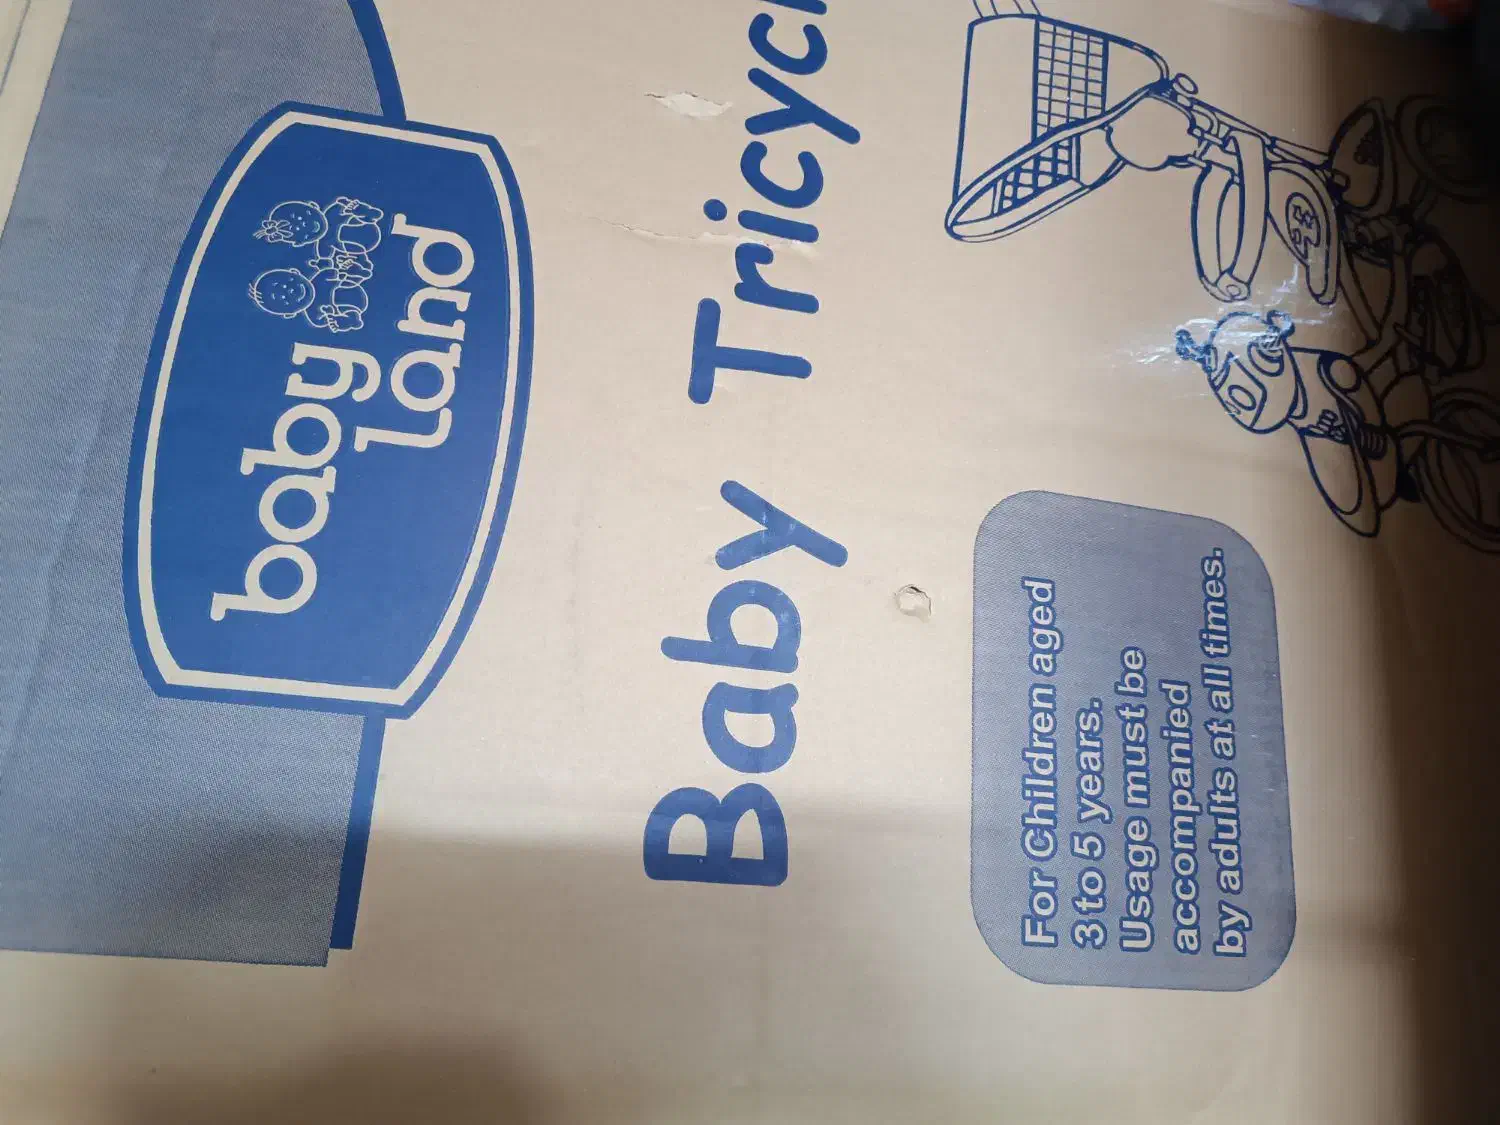 baby
land
Baby Tricycl
For Children aged
3 to 5 years.
Usage must be
accompanied
by adults at all times.